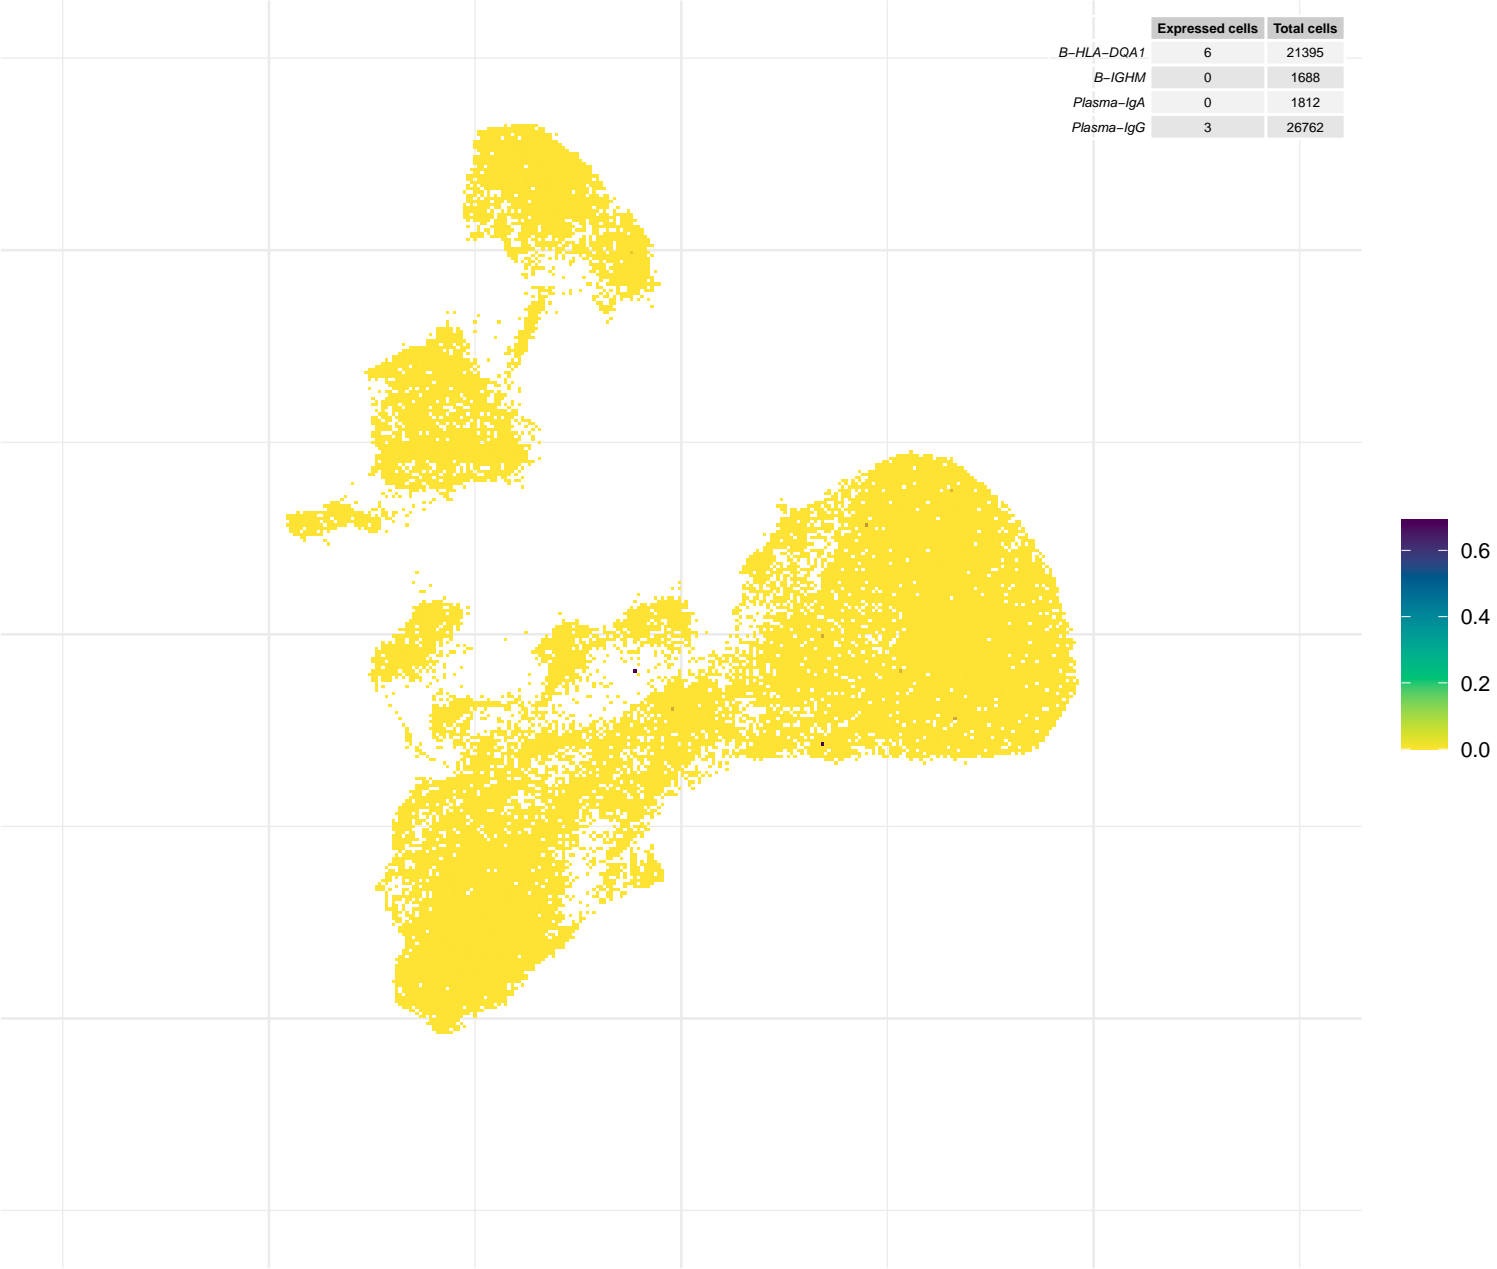 Expressed cells Total cells
B−HLA−DQA1 6 21395
B−IGHM 0 1688
Plasma−IgA 0 1812
Plasma−IgG 3 26762
0.6
0.4
0.2
0.0